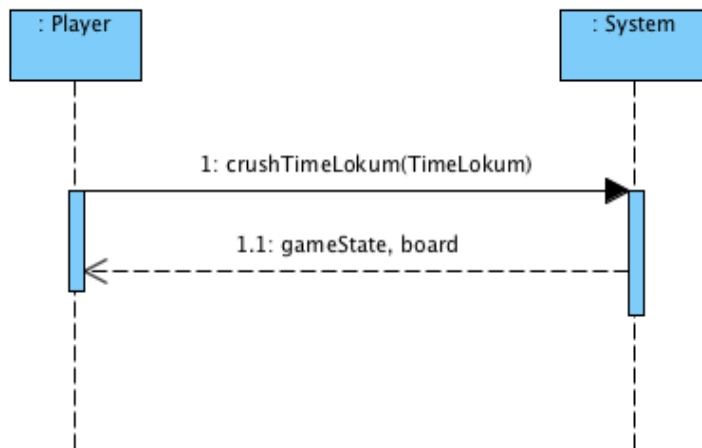 : Player
: System
1: crushTimeLokum(TimeLokum)
1.1: gameState, board